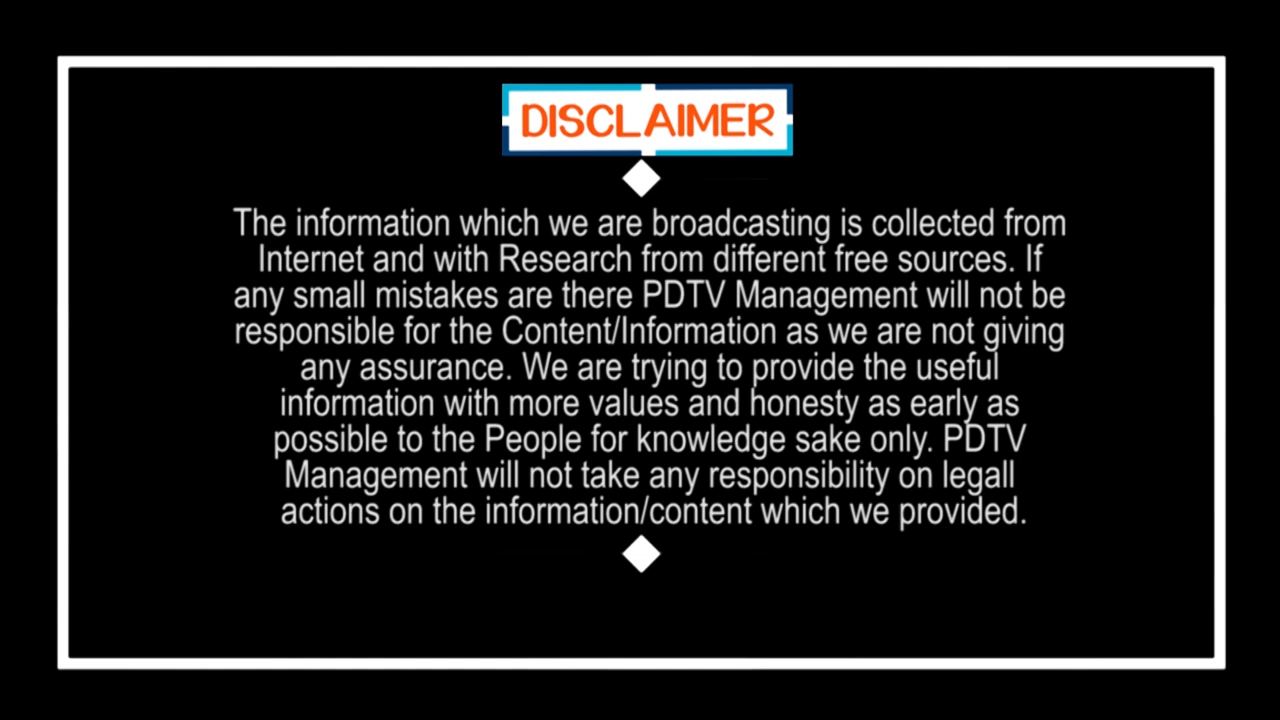 DISCLAIMER
The information which we are broadcasting is collected from
Internet and with Research from different free sources. If
any small mistakes are there PDTV Management will not be
responsible for the Content/Information as we are not giving
any assurance. We are trying to provide the useful
information with more values and honesty as early as
possible to the People for knowledge sake only. PDTV
Management will not take any responsibility on legall
actions on the information/content which we provided.